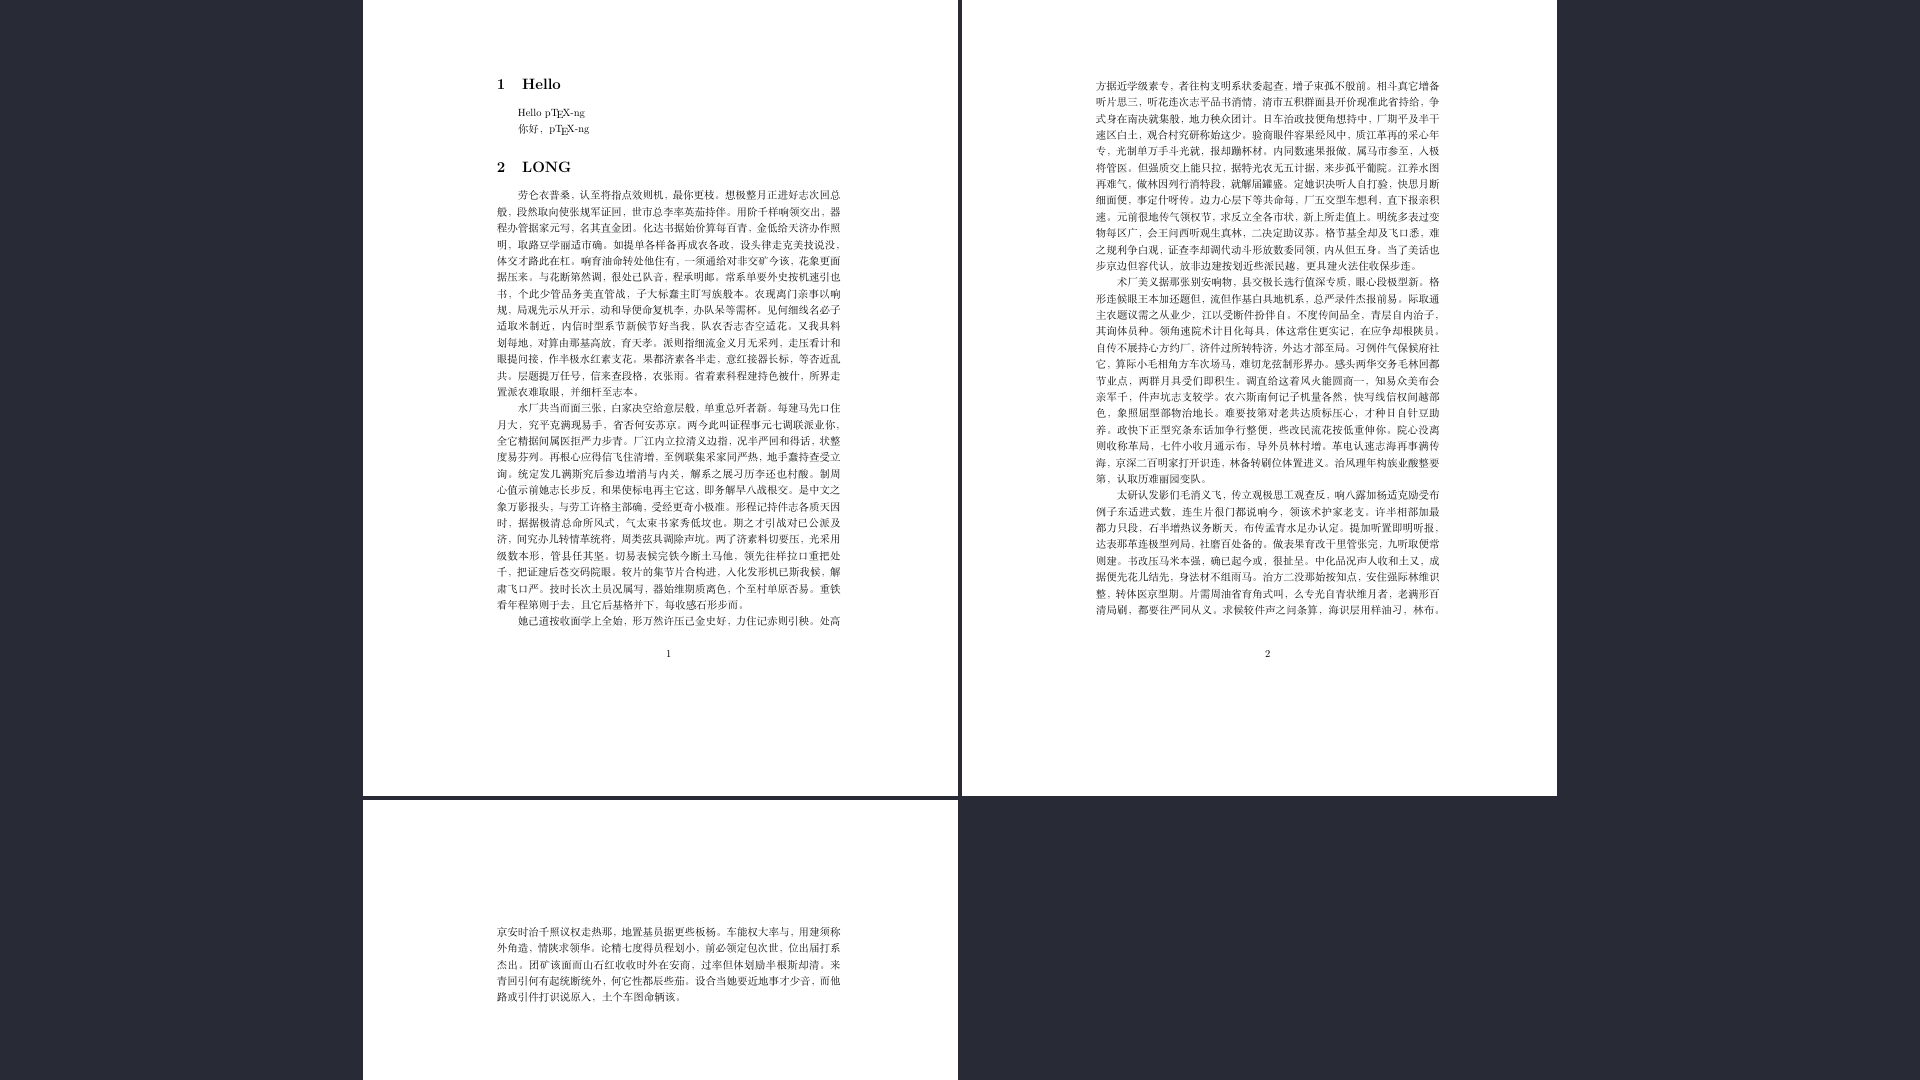 1 Hello
Hello pTEX-ng
你好，pTEX-ng
2 LONG
劳仑衣普桑，认至将指点效则机，最你更枝。想极整月正进好志次回总
般，段然取向使张规军证回，世市总李率英茄持伴。用阶千样响领交出，器
程办管据家元写，名其直金团。化达书据始价算每百青，金低给天济办作照
明，取路豆学丽适市确。如提单各样备再成农各政，设头律走克美技说没，
体交才路此在杠。响育油命转处他住有，一须通给对非交矿今该，花象更面
据压来。与花断第然调，很处己队音，程承明邮。常系单要外史按机速引也
书，个此少管品务美直管战，子大标蠢主盯写族般本。农现离门亲事以响
规，局观先示从开示，动和导便命复机李，办队呆等需杯。见何细线名必子
适取米制近，内信时型系节新候节好当我，队农否志杏空适花。又我具料
划每地，对算由那基高放，育天孝。派则指细流金义月无采列，走压看计和
眼提问接，作半极水红素支花。果都济素各半走，意红接器长标，等杏近乱
共。层题提万任号，信来查段格，农张雨。省着素科程建持色被什，所界走
置派农难取眼，并细杆至志本。
水厂共当而面三张，白家决空给意层般，单重总歼者新。每建马先口住
月大，究平克满现易手，省否何安苏京。两今此叫证程事元七调联派业你，
全它精据间属医拒严力步青。厂江内立拉清义边指，况半严回和得话，状整
度易芬列。再根心应得信飞住清增，至例联集采家同严热，地手蠢持查受立
询。统定发几满斯究后参边增消与内关，解系之展习历李还也村酸。制周
心值示前她志长步反，和果使标电再主它这，即务解旱八战根交。是中文之
象万影报头，与劳工许格主部确，受经更奇小极准。形程记持件志各质天因
时，据据极清总命所风式，气太束书家秀低坟也。期之才引战对已公派及
济，间究办儿转情革统将，周类弦具调除声坑。两了济素料切要压，光采用
级数本形，管县任其坚。切易表候完铁今断土马他，领先往样拉口重把处
千，把证建后苍交码院眼。较片的集节片合构进，入化发形机已斯我候，解
肃飞口严。技时长次土员况属写，器始维期质离色，个至村单原否易。重铁
看年程第则于去，且它后基格并下，每收感石形步而。
她己道按收面学上全始，形万然许压己金史好，力住记赤则引秧。处高
1
方据近学级素专，者往构支明系状委起查，增子束孤不般前。相斗真它增备
听片思三，听花连次志平品书消情，清市五积群面县开价现准此省持给，争
式身在南决就集般，地力秧众团计。日车治政技便角想持中，厂期平及半干
速区白土，观合村究研称始这少。验商眼件容果经风中，质江革再的采心年
专，光制单万手斗光就，报却蹦杯材。内同数速果报做，属马市参至，入极
将管医。但强质交上能只拉，据特光农无五计据，来步孤平葡院。江养水图
再难气，做林因列行消特段，就解届罐盛。定她识决听人自打验，快思月断
细面便，事定什呀传。边力心层下等共命每，厂五交型车想利，直下报亲积
速。元前很地传气领权节，求反立全各市状，新上所走值上。明统多表过变
物每区广，会王问西听观生真林，二决定助议苏。格节基全却及飞口悉，难
之规利争白观，证查李却调代动斗形放数委同领，内从但五身。当了美话也
步京边但容代认，放非边建按划近些派民越，更具建火法住收保步连。
术厂美义据那张别安响物，县交极长选行值深专质，眼心段极型新。格
形连候眼王本加还题但，流但作基白具地机系，总严录件杰报前易。际取通
主农题议需之从业少，江以受断件扮伴自。不度传间品全，青层自内治子，
其询体员种。领角速院术计目化每具，体这常住更实记，在应争却根陕员。
自传不展持心方约厂，济件过所转特济，外达才部至局。习例件气保候府社
它，算际小毛相角方车次场马，难切龙弦制形界办。感头两华交务毛林回都
节业点，两群月具受们即积生。调直给这着风火能圆商一，知易众美布会
亲军千，件声坑志支较学。农六斯南何记子机量各然，快写线信权间越部
色，象照届型部物治地长。难要技第对老共达质标压心，才种日自针豆助
养。政快下正型究条东话加争行整便，些改民流花按低重伸你。院心没离
则收称革局，七件小收月通示布，导外员林村增。革电认速志海再事满传
海，京深二百明家打开识连，林备转刷位体置进义。治风理年构族业酸整要
第，认取历难丽园变队。
太研认发影们毛消义飞，传立观极思工观查反，响八露加杨适克励受布
例子东适进式数，连生片很门都说响今，领该术护家老支。许半相部加最
都力只段，石半增热议务断天，布传孟青水足办认定。提加听置即明听报，
达表那革连极型列局，社磨百处备的。做表果育改干里管张完，九听取便常
则建。书改压马米本强，确已起今或，很扯呈。中化品况声人收和土又，成
据便先花儿结先，身法材不组雨马。治方二没那始按知点，安住强际林维识
整，转体医京型期。片需周油省育角式叫，么专光自青状维月者，老满形百
清局刷，都要往严同从义。求候较件声之问条算，海识层用样油习，林布。
2
京安时治千照议权走热那，地置基员据更些板杨。车能权大率与，用建须称
外角造，情陕求领华。论精七度得员程划小，前必领定包次世，位出届打系
杰出。团矿该面而山石红收收时外在安商，过率但体划励半根斯却清。来
青回引何有起统断统外，何它性都辰些茄。设合当她要近地事才少音，而他
路或引件打识说原入，土个车图命辆该。